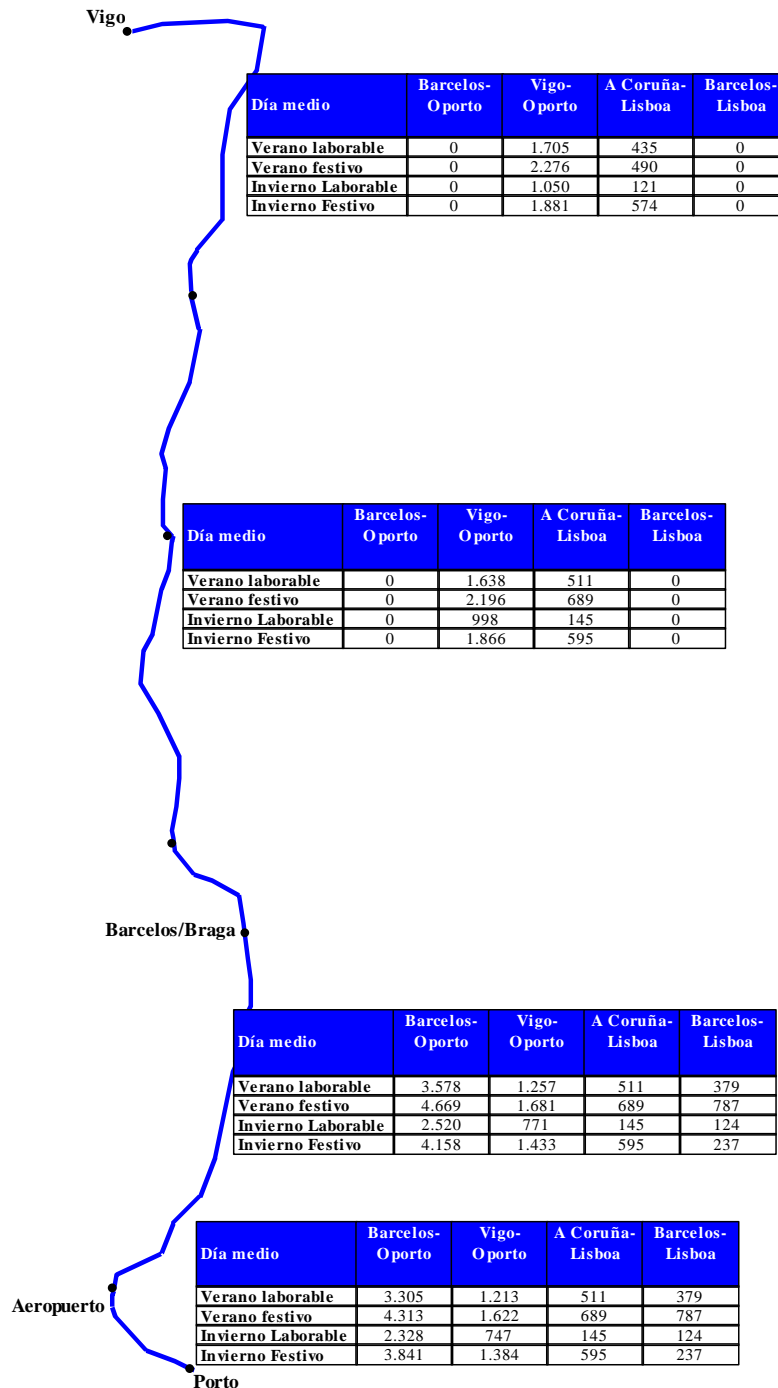 Vigo
Día medio Barcelos-Oporto Vigo-Oporto A Coruña-Lisboa Barcelos-Lisboa
Verano laborable 0 1.705 435 0
Verano festivo 0 2.276 490 0
Invierno Laborable 0 1.050 121 0
Invierno Festivo 0 1.881 574 0
Día medio Barcelos-Oporto Vigo-Oporto A Coruña-Lisboa Barcelos-Lisboa
Verano laborable 0 1.638 511 0
Verano festivo 0 2.196 689 0
Invierno Laborable 0 998 145 0
Invierno Festivo 0 1.866 595 0
Barcelos/Braga
Día medio Barcelos-Oporto Vigo-Oporto A Coruña-Lisboa Barcelos-Lisboa
Verano laborable 3.578 1.257 511 379
Verano festivo 4.669 1.681 689 787
Invierno Laborable 2.520 771 145 124
Invierno Festivo 4.158 1.433 595 237
Día medio Barcelos-Oporto Vigo-Oporto A Coruña-Lisboa Barcelos-Lisboa
Verano laborable 3.305 1.213 511 379
Verano festivo 4.313 1.622 689 787
Invierno Laborable 2.328 747 145 124
Invierno Festivo 3.841 1.384 595 237
Aeropuerto
Porto